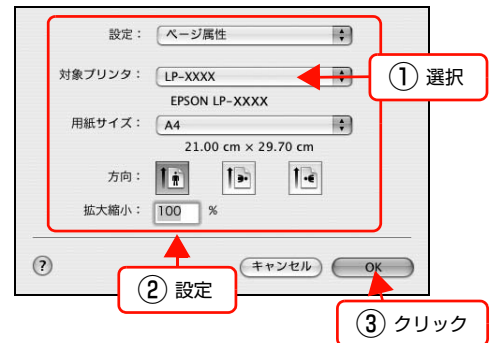 設定： ページ属性
対象プリンタ： LP-XXXX
① 選択
EPSON LP-XXXX
用紙サイズ： A4
21.00 cm × 29.70 cm
方向：
拡大縮小： 100 %
? キャンセル OK
② 設定
③ クリック